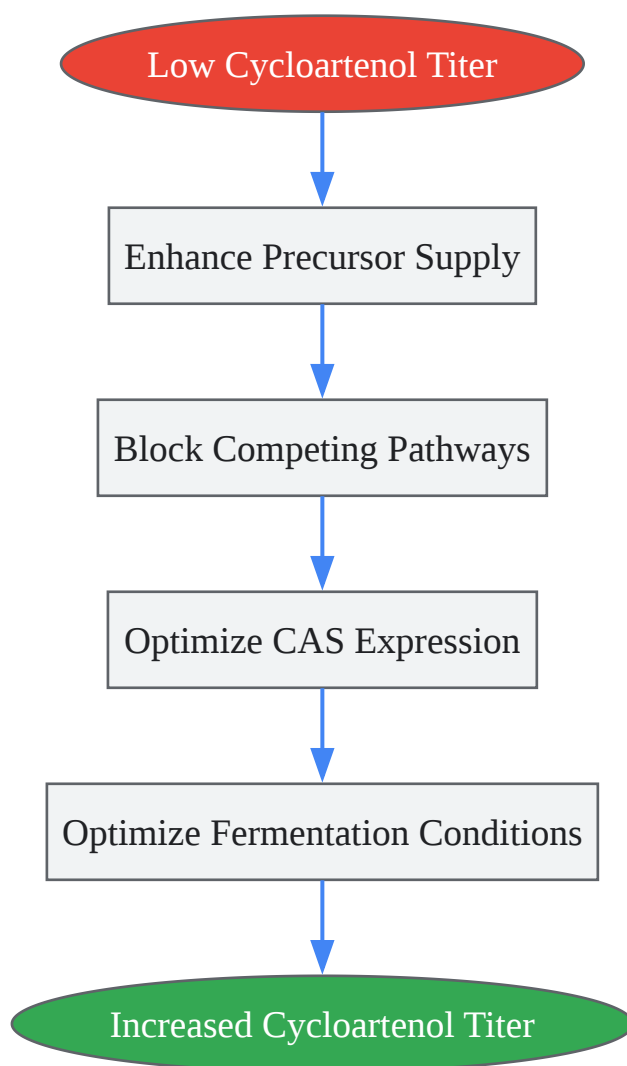 Low Cycloartenol Titer
Enhance Precursor Supply
Block Competing Pathways
Optimize CAS Expression
Optimize Fermentation Conditions
Increased Cycloartenol Titer